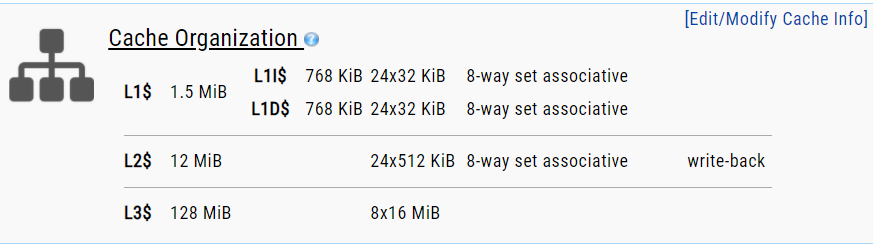 [Edit/Modify Cache Info]
Cache Organization
L1$ 1.5 MiB
L1I$ 768 KiB 24x32 KiB 8-way set associative
L1D$ 768 KiB 24x32 KiB 8-way set associative
L2$ 12 MiB 24x512 KiB 8-way set associative write-back
L3$ 128 MiB 8x16 MiB